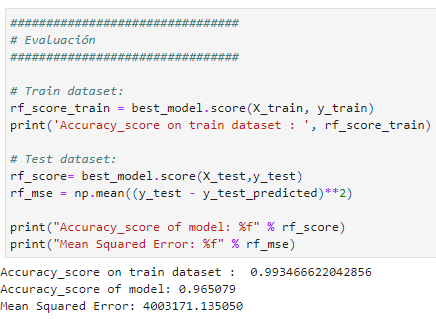 ################################
# Evaluación
################################
# Train dataset:
rf_score_train = best_model.score(X_train, y_train)
print('Accuracy_score on train dataset : ', rf_score_train)
# Test dataset:
rf_score= best_model.score(X_test,y_test)
rf_mse = np.mean((y_test - y_test_predicted)**2)
print("Accuracy_score of model: %f" % rf_score)
print("Mean Squared Error: %f" % rf_mse)
Accuracy_score on train dataset :  0.993466622042856
Accuracy_score of model: 0.965079
Mean Squared Error: 4003171.135050